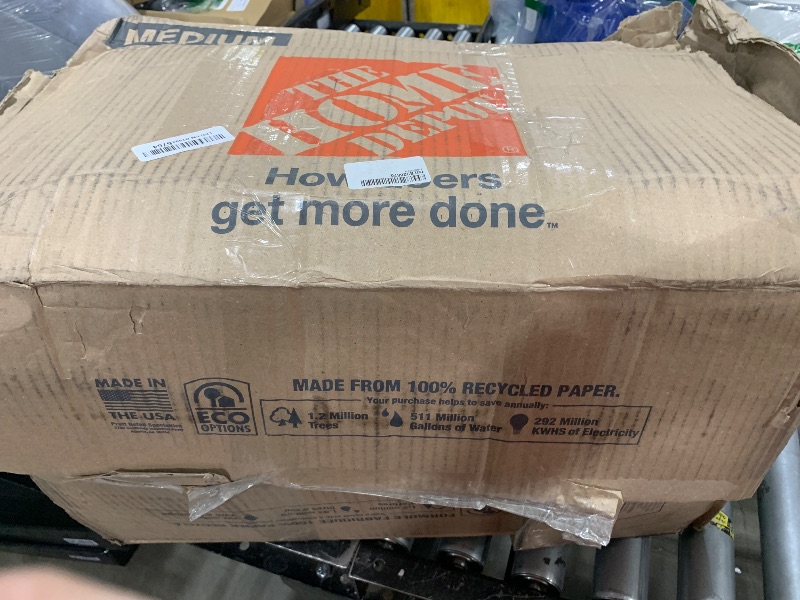 MEDIUM
THE
HOME
DEPOT
How
ers
get more done.™
MADE IN
THE USA
ECO
OPTIONS
MADE FROM 100% RECYCLED PAPER.
Your purchase helps to save annually:
1.2 Million
Trees
511 Million
Gallons of Water
292 Million
KWHS of Electricity